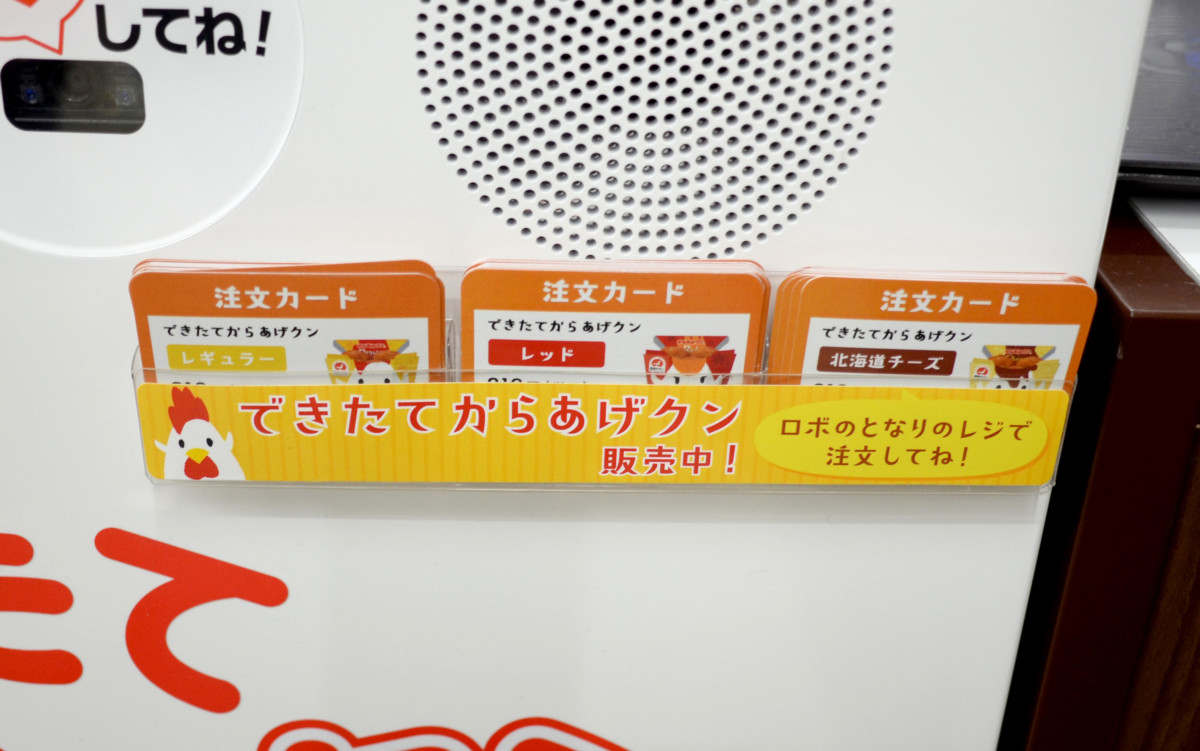 してね!
注文カード
できたてからあげクン
レギュラー
注文カード
できたてからあげクン
レッド
注文カード
できたてからあげクン
北海道チーズ
できたてからあげクン
販売中!
ロボのとなりのレジで
注文してね!
たて